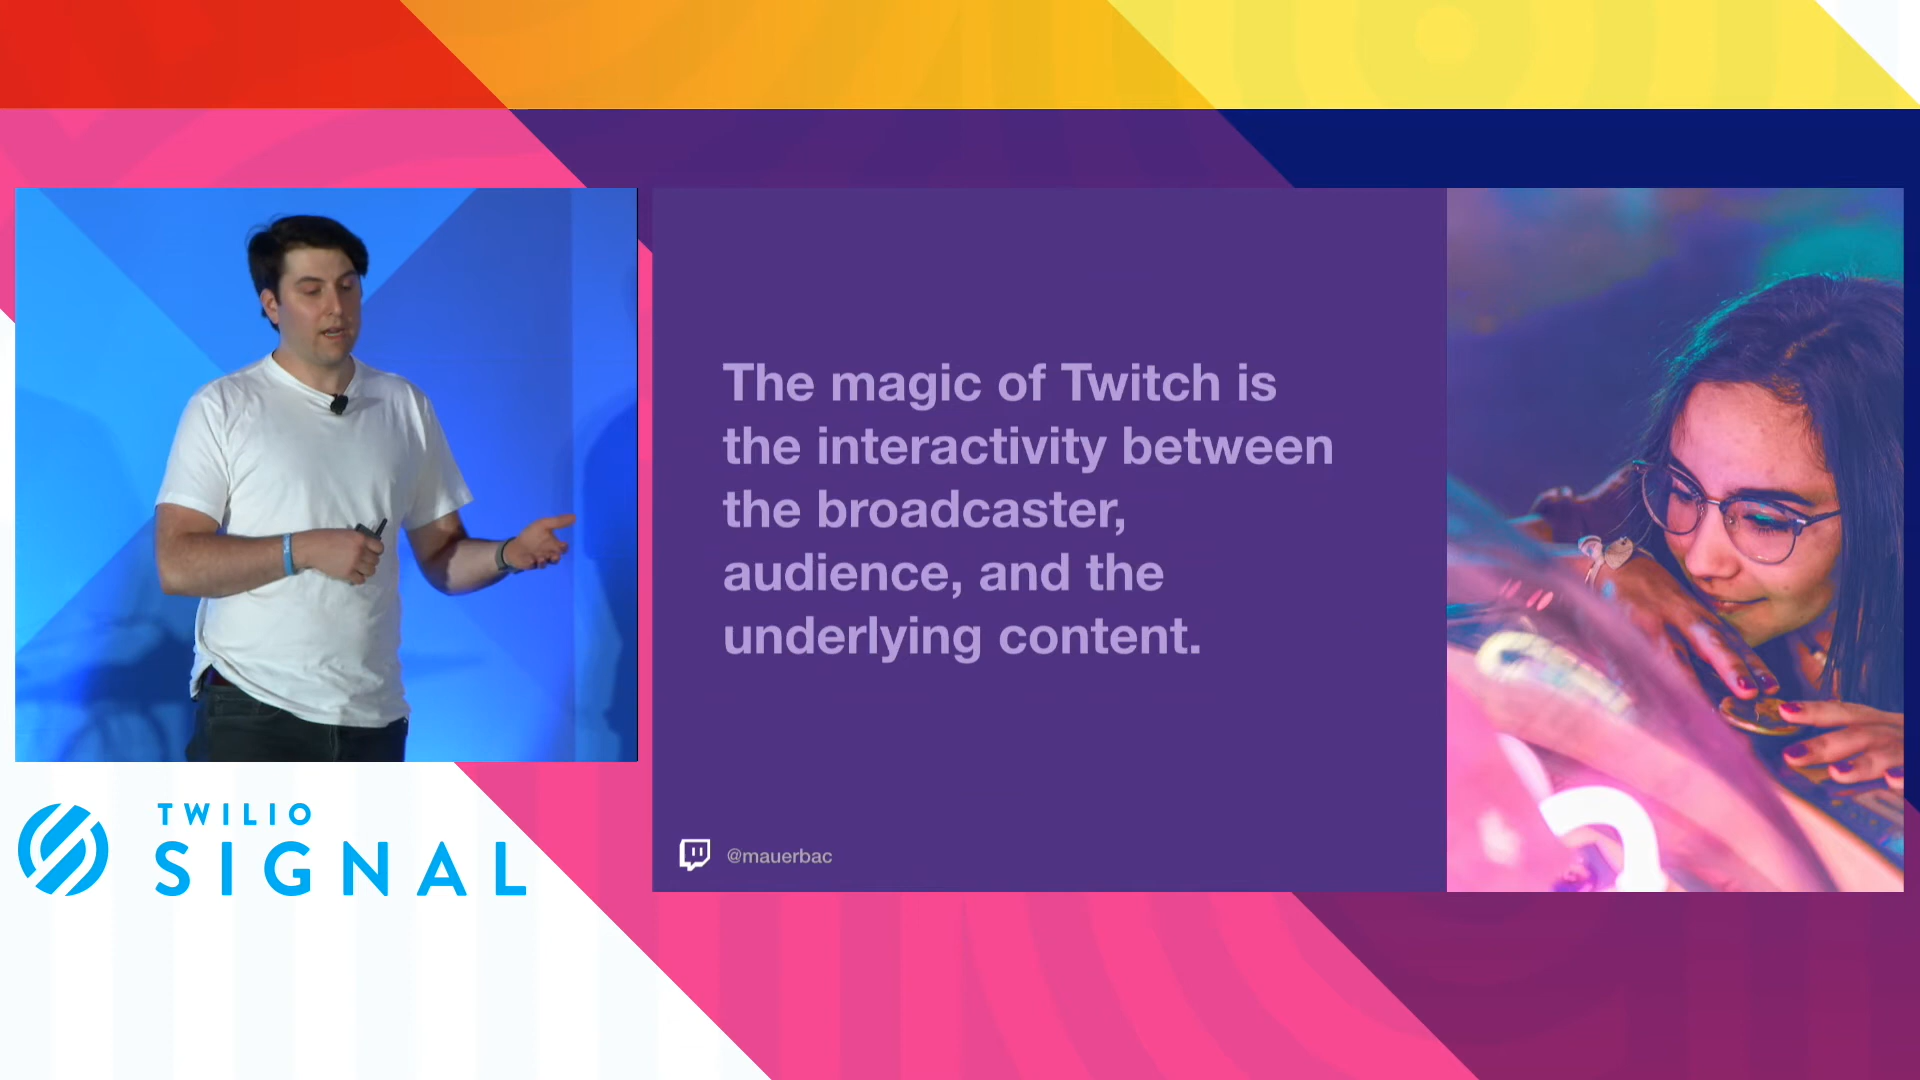 TWILIO
SIGNAL
The magic of Twitch is
the interactivity between
the broadcaster,
audience, and the
underlying content.
@mauerbac